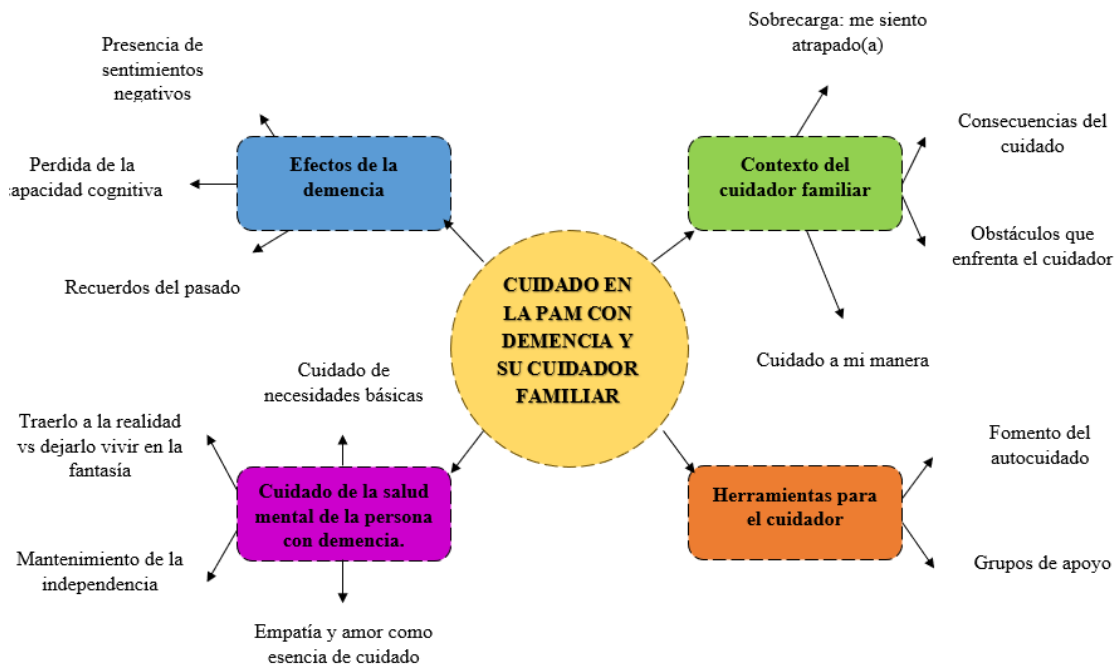 Presencia de
sentimientos
negativos
Perdida de la
capacidad cognitiva
Recuerdos del pasado
Efectos de la
demencia
Sobrecarga: me siento
atrapado(a)
Consecuencias del
cuidado
Obstáculos que
enfrenta el cuidador
Cuidado a mi manera
Contexto del
cuidador familiar
CUIDADO EN
LA PAM CON
DEMENCIA Y
SU CUIDADOR
FAMILIAR
Cuidado de
necesidades básicas
Traerlo a la realidad
vs dejarlo vivir en la
fantasía
Mantenimiento de la
independencia
Empatía y amor como
esencia de cuidado
Cuidado de la salud
mental de la persona
con demencia.
Herramientas para
el cuidador
Fomento del
autocuidado
Grupos de apoyo